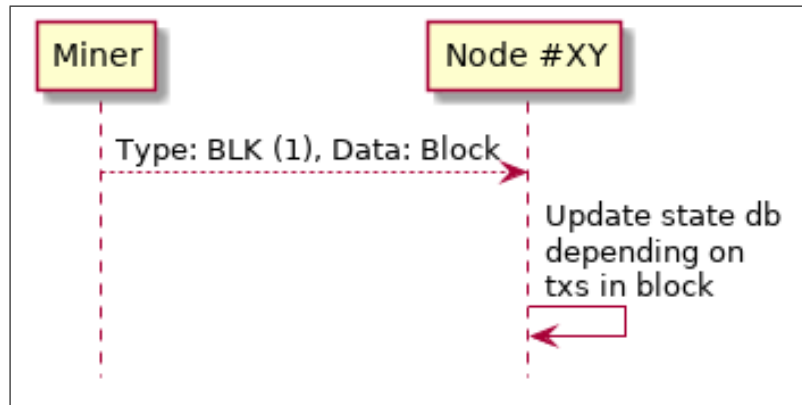 Miner
Node #XY
Type: BLK (1), Data: Block
Update state db
depending on
txs in block